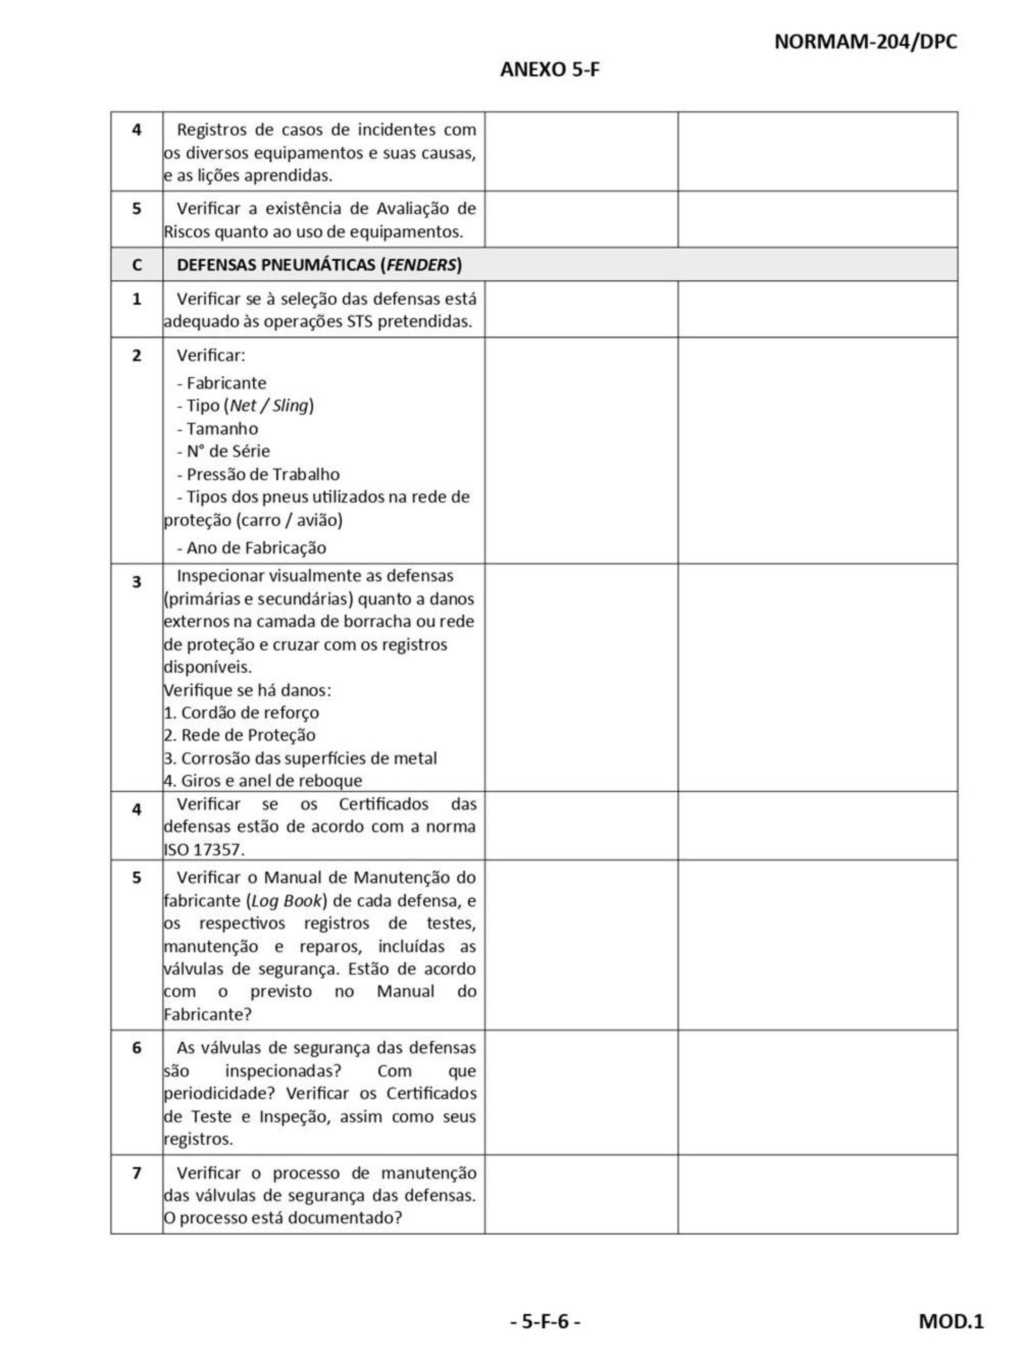 NORMAM-204/DPC
ANEXO 5-F
4 Registros de casos de incidentes com
os diversos equipamentos e suas causas,
e as lições aprendidas.
5 Verificar a existência de Avaliação de
Riscos quanto ao uso de equipamentos.
C DEFENSAS PNEUMÁTICAS (FENDERS)
1 Verificar se à seleção das defensas está
adequado às operações STS pretendidas.
2 Verificar:
- Fabricante
- Tipo (Net / Sling)
- Tamanho
- N° de Série
- Pressão de Trabalho
- Tipos dos pneus utilizados na rede de
proteção (carro / avião)
- Ano de Fabricação
3 Inspecionar visualmente as defensas
(primárias e secundárias) quanto a danos
externos na camada de borracha ou rede
de proteção e cruzar com os registros
disponíveis.
Verifique se há danos:
1. Cordão de reforço
2. Rede de Proteção
3. Corrosão das superfícies de metal
4. Giros e anel de reboque
4 Verificar se os Certificados das
defensas estão de acordo com a norma
ISO 17357.
5 Verificar o Manual de Manutenção do
fabricante (Log Book) de cada defensa, e
os respectivos registros de testes,
manutenção e reparos, incluídas as
válvulas de segurança. Estão de acordo
com o previsto no Manual do
Fabricante?
6 As válvulas de segurança das defensas
são inspecionadas? Com que
periodicidade? Verificar os Certificados
de Teste e Inspeção, assim como seus
registros.
7 Verificar o processo de manutenção
das válvulas de segurança das defensas.
O processo está documentado?
- 5-F-6 -
MOD.1